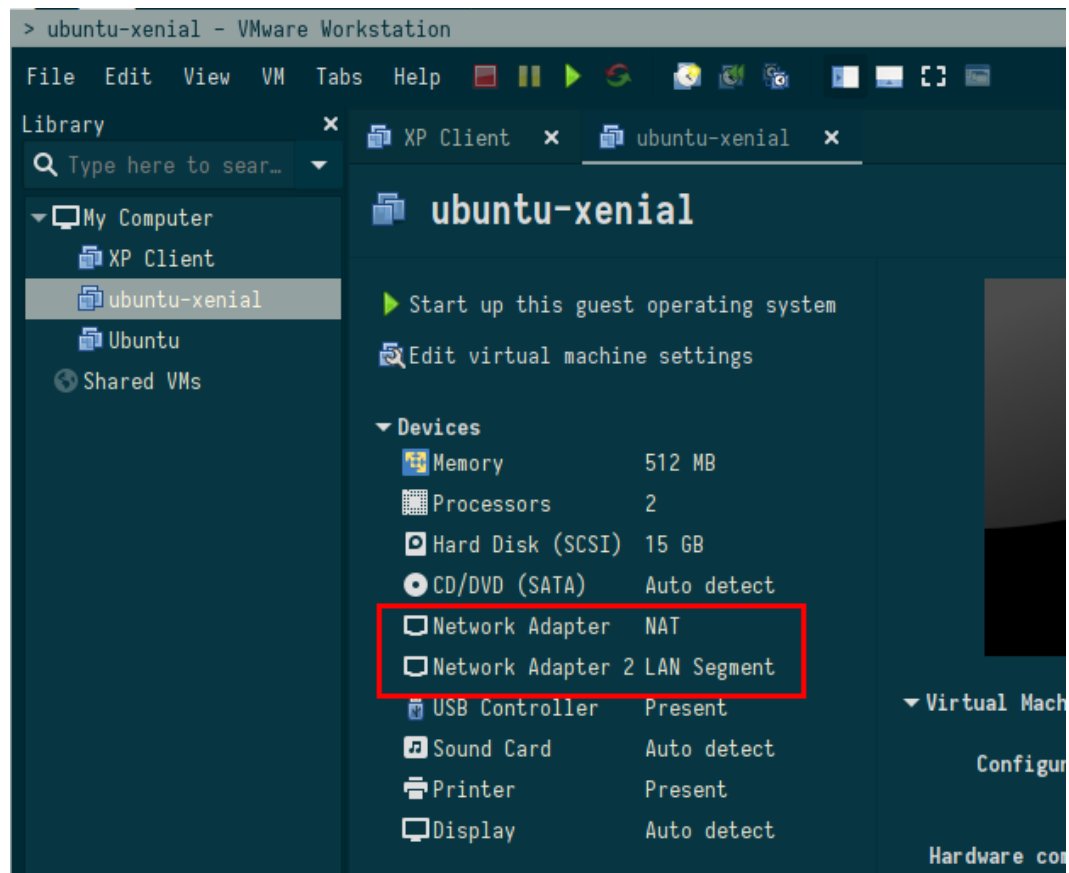 > ubuntu-xenial - VMware Workstation
File Edit View VM Tabs Help
Library
XP Client
ubuntu-xenial
Type here to sear…
ubuntu-xenial
My Computer
XP Client
ubuntu-xenial
Ubuntu
Shared VMs
Start up this guest operating system
Edit virtual machine settings
Devices
Memory 512 MB
Processors 2
Hard Disk (SCSI) 15 GB
CD/DVD (SATA) Auto detect
Network Adapter NAT
Network Adapter 2 LAN Segment
USB Controller Present
Sound Card Auto detect
Printer Present
Display Auto detect
Virtual Mach
Configur
Hardware com